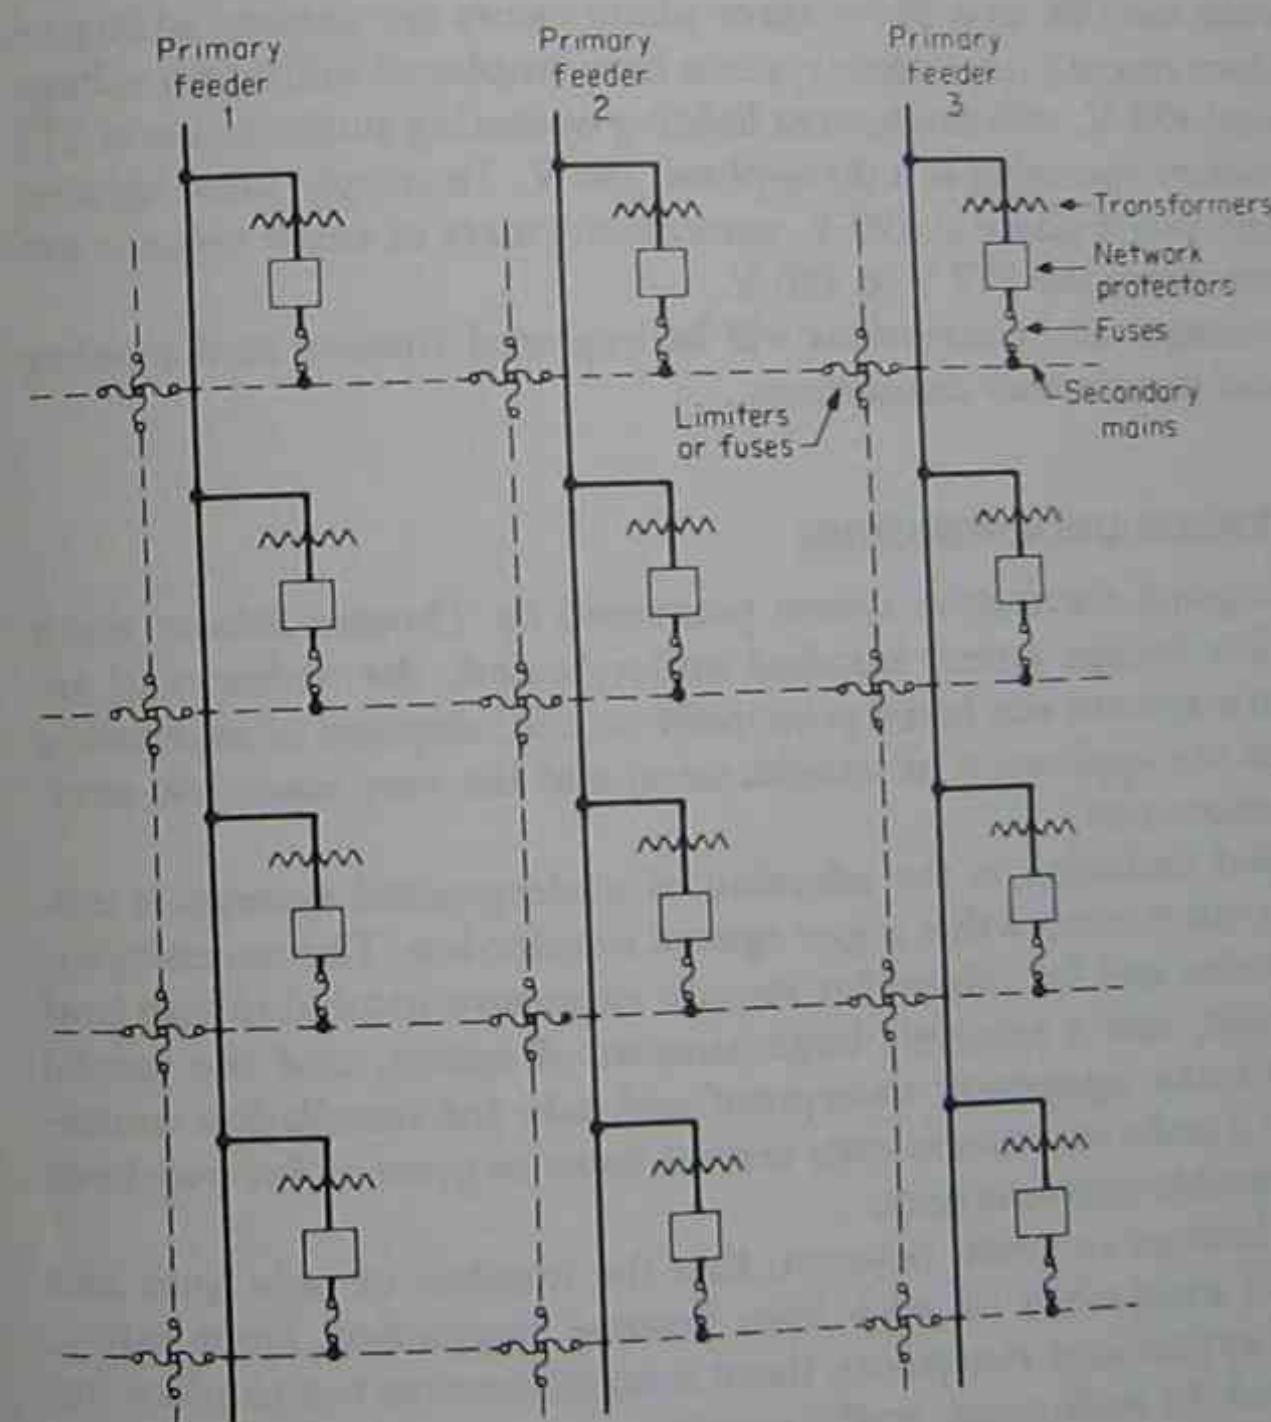 Primary
feeder
1
Primary
feeder
2
Primary
feeder
3
Transformers
Network
protectors
Fuses
Secondary
mains
Limiters
or fuses